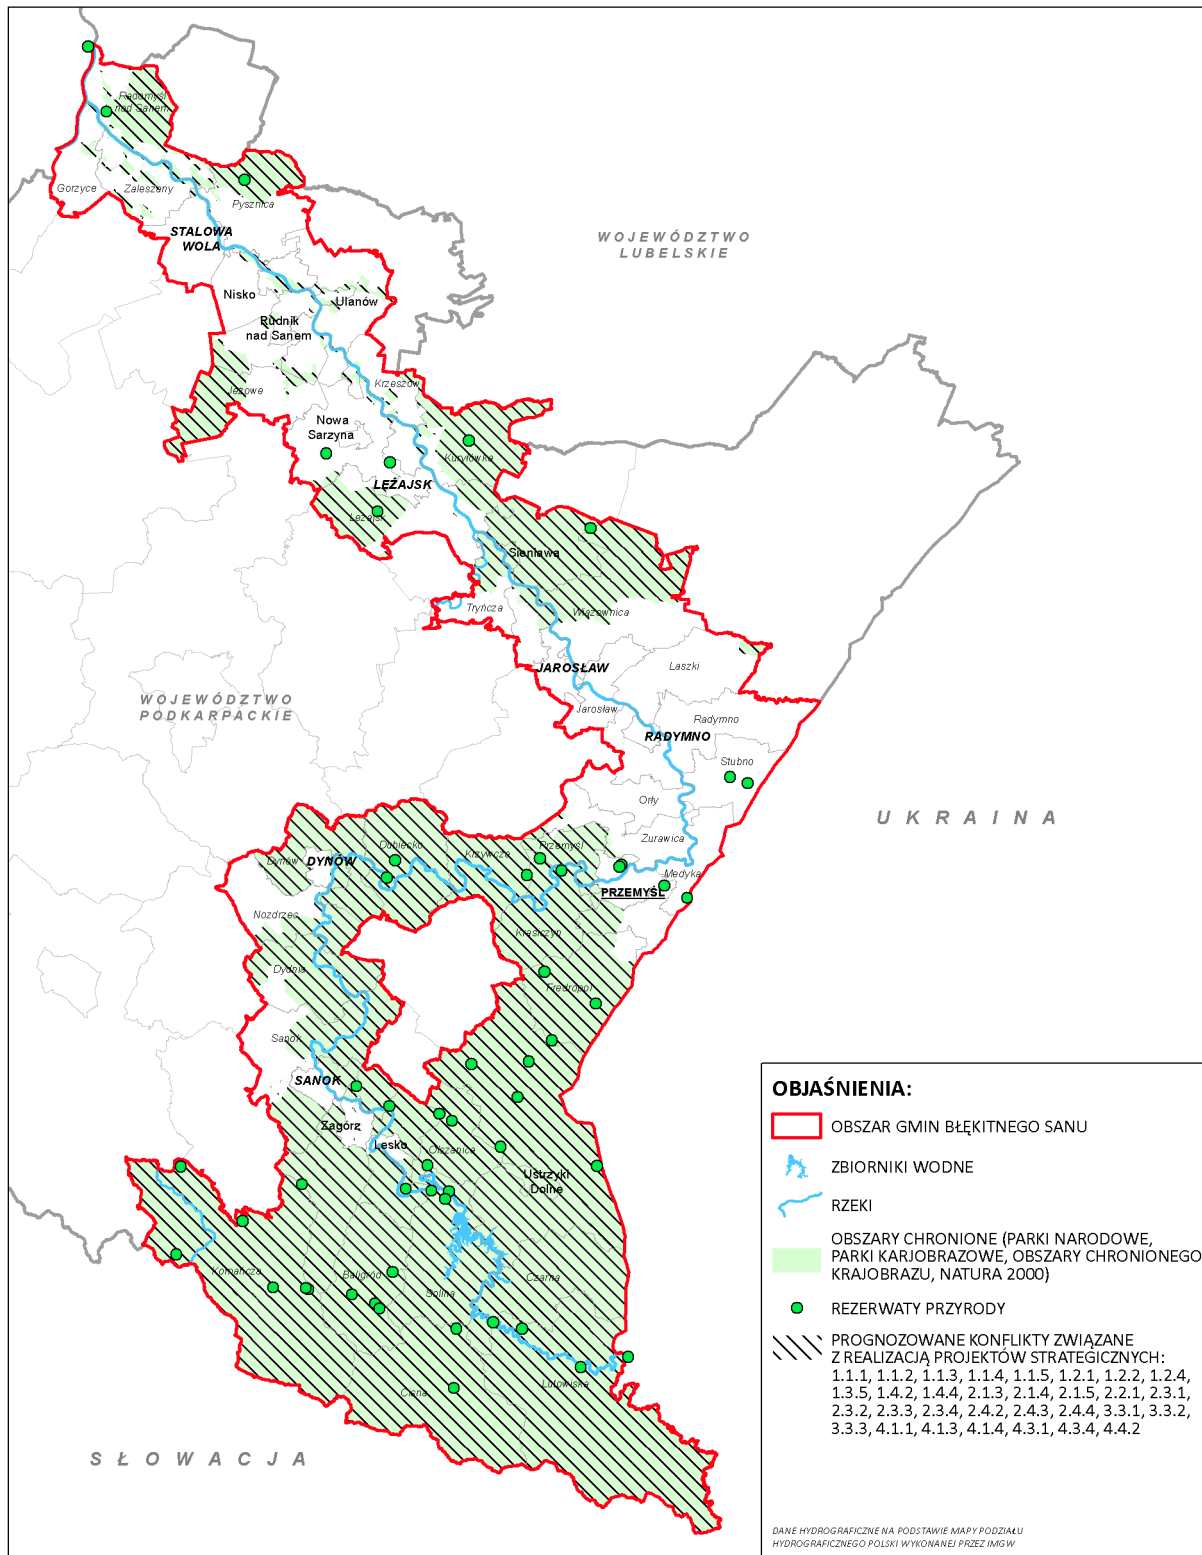 Radomyśl
nad Sanem
Gorzyce
Zaleszany
Pysznica
STALOWA
WOLA
WOJEWÓDZTWO
LUBELSKIE
Nisko
Ulanów
Rudnik
nad Sanem
Jeżowe
Krzeszów
Nowa
Sarzyna
Kuryłówka
LEŻAJSK
Leżajsk
Sieniawa
Tryńcza
Wiązownica
JAROSŁAW
Laszki
WOJEWÓDZTWO
PODKARPACKIE
Jarosław
Radymno
RADYMNO
Stubno
Orły
UKRAINA
Żurawica
Dubiecko
Krzywcza
Przemyśl
Dynów
DYNÓW
Medyka
PRZEMYŚL
Nozdrzec
Krasiczyn
Dydnia
Fredropol
Sanok
SANOK
Zagórz
Lesko
Olszanica
Ustrzyki
Dolne
Komańcza
Baligród
Solina
Czarna
Cisna
Lutowiska
SŁOWACJA
OBJAŚNIENIA:
OBSZAR GMIN BŁĘKITNEGO SANU
ZBIORNIKI WODNE
RZEKI
OBSZARY CHRONIONE (PARKI NARODOWE,
PARKI KARJOBRAZOWE, OBSZARY CHRONIONEGO
KRAJOBRAZU, NATURA 2000)
REZERWATY PRZYRODY
PROGNOZOWANE KONFLIKTY ZWIĄZANE
Z REALIZACJĄ PROJEKTÓW STRATEGICZNYCH:
1.1.1, 1.1.2, 1.1.3, 1.1.4, 1.1.5, 1.2.1, 1.2.2, 1.2.4,
1.3.5, 1.4.2, 1.4.4, 2.1.3, 2.1.4, 2.1.5, 2.2.1, 2.3.1,
2.3.2, 2.3.3, 2.3.4, 2.4.2, 2.4.3, 2.4.4, 3.3.1, 3.3.2,
3.3.3, 4.1.1, 4.1.3, 4.1.4, 4.3.1, 4.3.4, 4.4.2
DANE HYDROGRAFICZNE NA PODSTAWIE MAPY PODZIAŁU
HYDROGRAFICZNEGO POLSKI WYKONANEJ PRZEZ IMGW